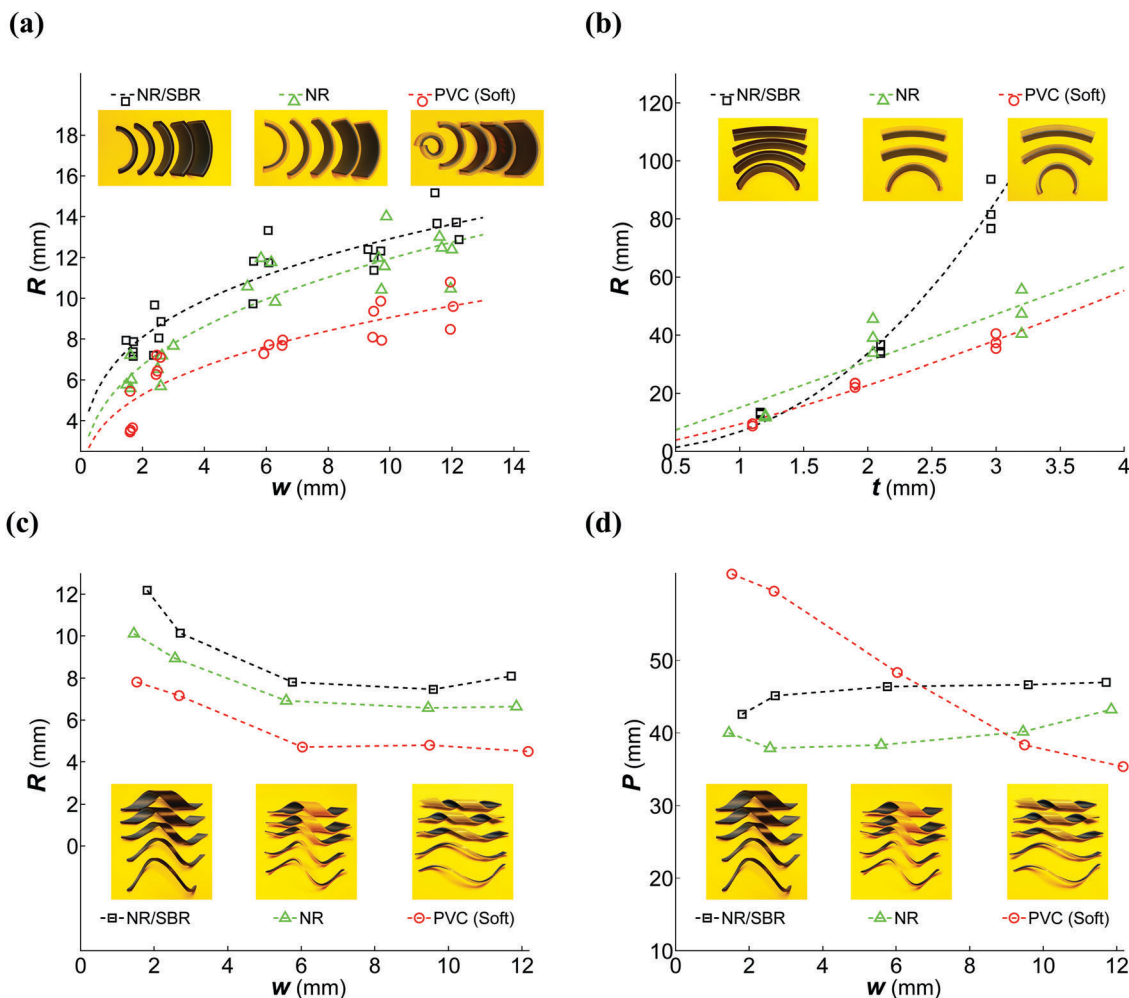 (a)
NR/SBR NR PVC (Soft)
18
16
14
12
10
8
6
4
R (mm)
0 2 4 6 8 10 12 14
w (mm)
(b)
NR/SBR NR PVC (Soft)
120
100
80
60
40
20
0
R (mm)
0.5 1 1.5 2 2.5 3 3.5 4
t (mm)
(c)
12
10
8
6
4
2
0
R (mm)
NR/SBR NR PVC (Soft)
0 2 4 6 8 10 12
w (mm)
(d)
50
40
30
20
10
P (mm)
NR/SBR NR PVC (Soft)
0 2 4 6 8 10 12
w (mm)